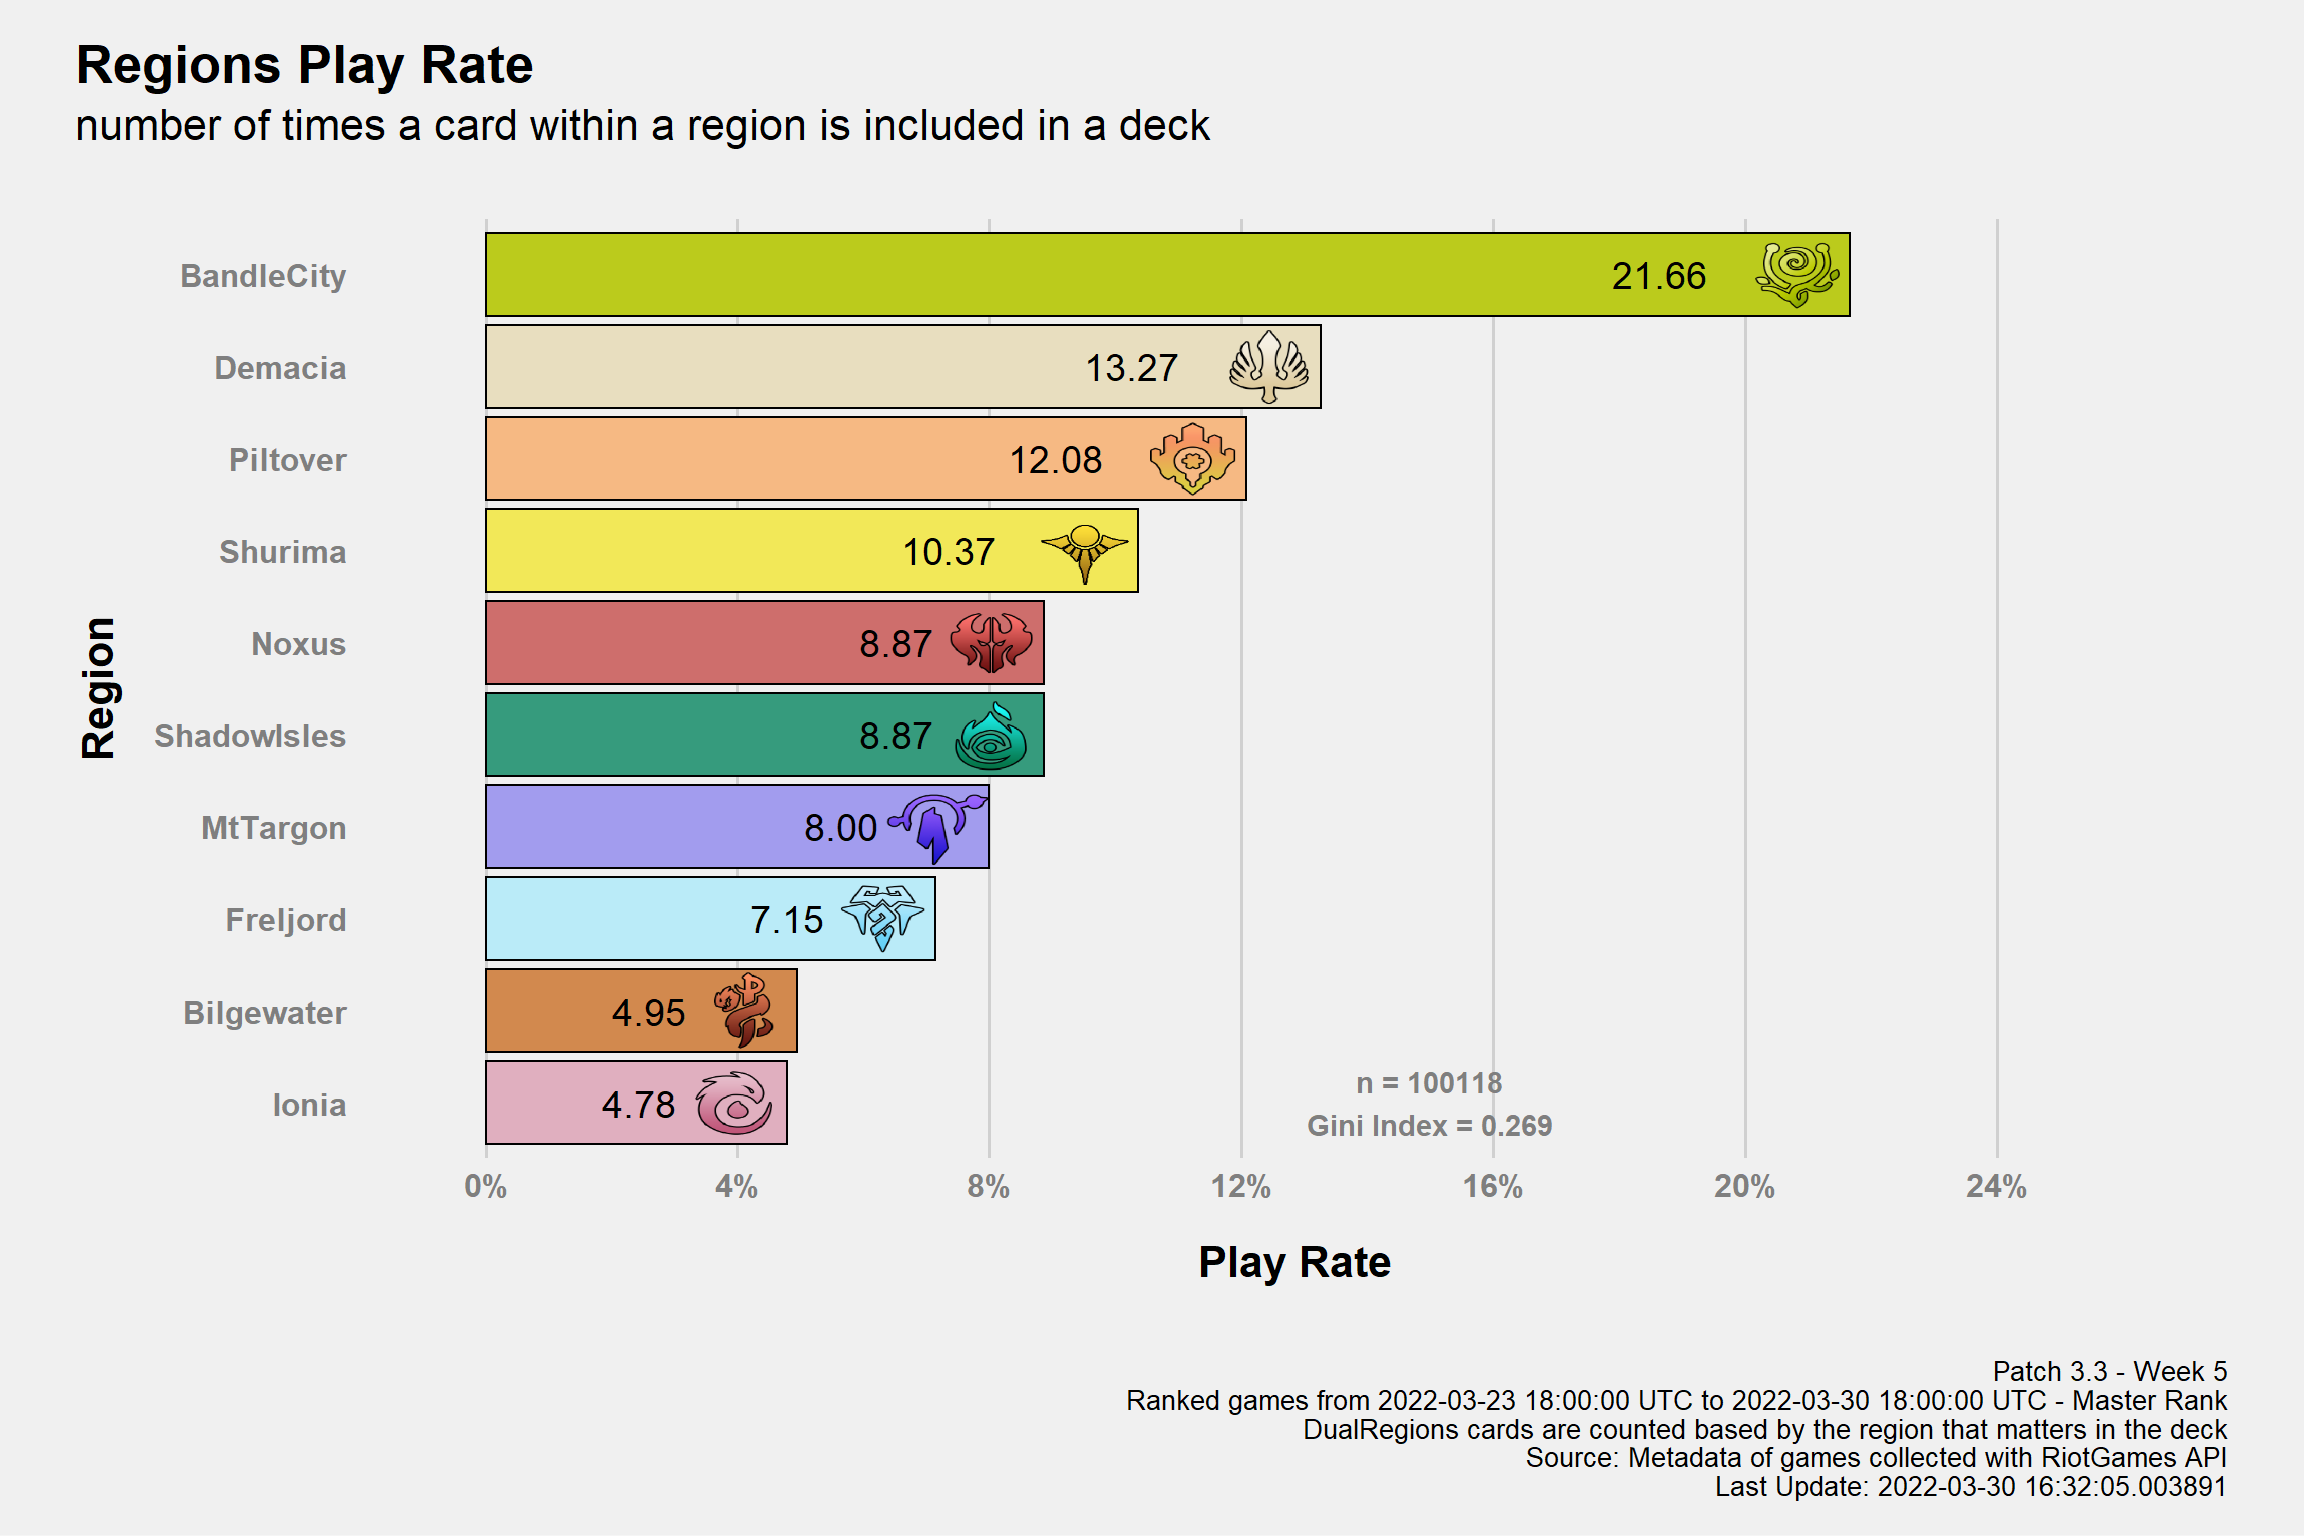 Regions Play Rate
number of times a card within a region is included in a deck
Region
BandleCity 21.66
Demacia 13.27
Piltover 12.08
Shurima 10.37
Noxus 8.87
ShadowIsles 8.87
MtTargon 8.00
Freljord 7.15
Bilgewater 4.95
Ionia 4.78
n = 100118
Gini Index = 0.269
0% 4% 8% 12% 16% 20% 24%
Play Rate
Patch 3.3 - Week 5
Ranked games from 2022-03-23 18:00:00 UTC to 2022-03-30 18:00:00 UTC - Master Rank
DualRegions cards are counted based by the region that matters in the deck
Source: Metadata of games collected with RiotGames API
Last Update: 2022-03-30 16:32:05.003891